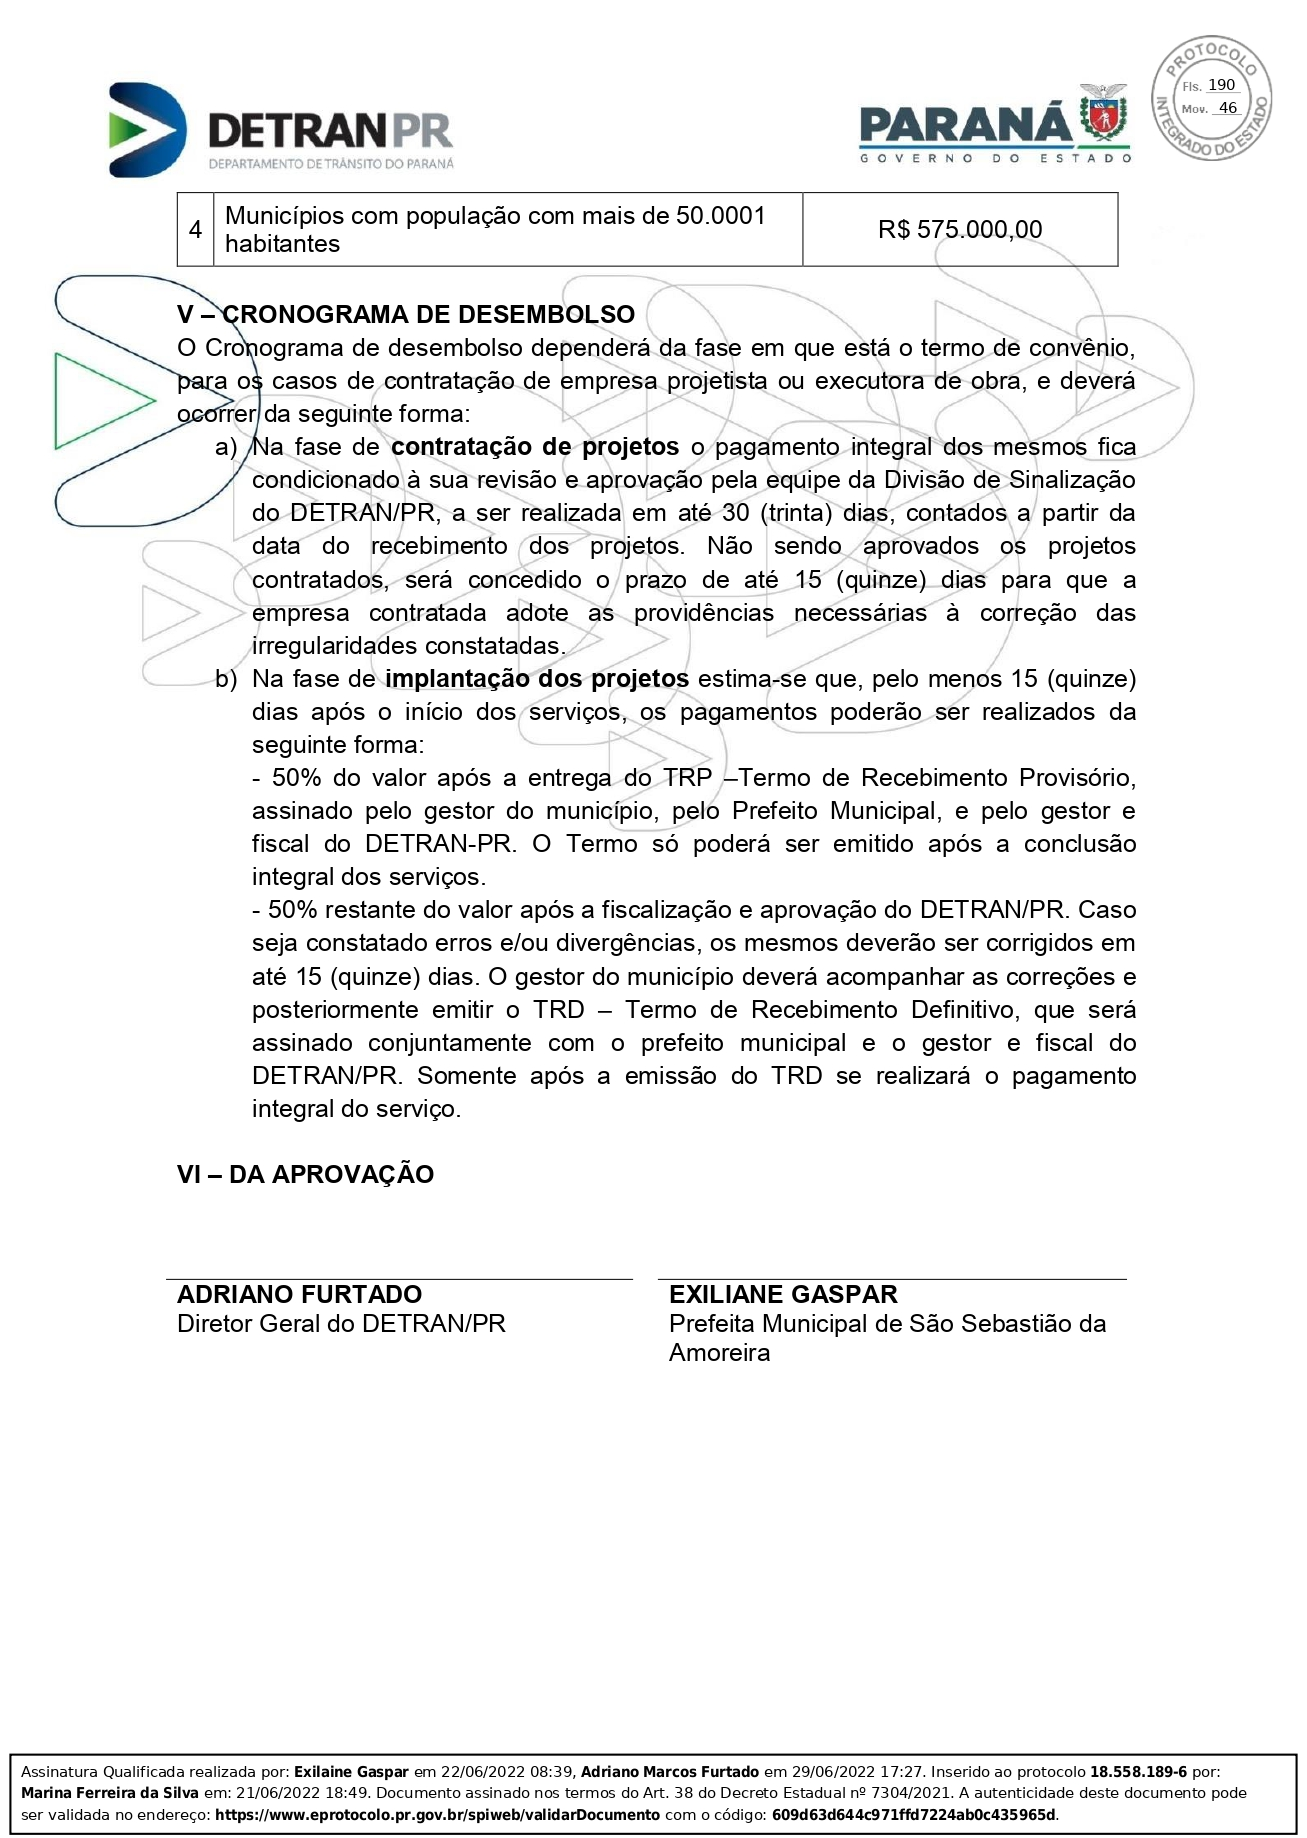 PROTOCOLO
INTEGRADO DO ESTADO
Fls. 190
Mov. 46
DETRANPR
DEPARTAMENTO DE TRÂNSITO DO PARANÁ
PARANÁ
GOVERNO DO ESTADO
4 Municípios com população com mais de 50.0001 R$ 575.000,00
habitantes
V – CRONOGRAMA DE DESEMBOLSO
O Cronograma de desembolso dependerá da fase em que está o termo de convênio,
para os casos de contratação de empresa projetista ou executora de obra, e deverá
ocorrer da seguinte forma:
a) Na fase de contratação de projetos o pagamento integral dos mesmos fica
condicionado à sua revisão e aprovação pela equipe da Divisão de Sinalização
do DETRAN/PR, a ser realizada em até 30 (trinta) dias, contados a partir da
data do recebimento dos projetos. Não sendo aprovados os projetos
contratados, será concedido o prazo de até 15 (quinze) dias para que a
empresa contratada adote as providências necessárias à correção das
irregularidades constatadas.
b) Na fase de implantação dos projetos estima-se que, pelo menos 15 (quinze)
dias após o início dos serviços, os pagamentos poderão ser realizados da
seguinte forma:
- 50% do valor após a entrega do TRP –Termo de Recebimento Provisório,
assinado pelo gestor do município, pelo Prefeito Municipal, e pelo gestor e
fiscal do DETRAN-PR. O Termo só poderá ser emitido após a conclusão
integral dos serviços.
- 50% restante do valor após a fiscalização e aprovação do DETRAN/PR. Caso
seja constatado erros e/ou divergências, os mesmos deverão ser corrigidos em
até 15 (quinze) dias. O gestor do município deverá acompanhar as correções e
posteriormente emitir o TRD – Termo de Recebimento Definitivo, que será
assinado conjuntamente com o prefeito municipal e o gestor e fiscal do
DETRAN/PR. Somente após a emissão do TRD se realizará o pagamento
integral do serviço.
VI – DA APROVAÇÃO
ADRIANO FURTADO
Diretor Geral do DETRAN/PR
EXILIANE GASPAR
Prefeita Municipal de São Sebastião da
Amoreira
Assinatura Qualificada realizada por: Exilaine Gaspar em 22/06/2022 08:39, Adriano Marcos Furtado em 29/06/2022 17:27. Inserido ao protocolo 18.558.189-6 por:
Marina Ferreira da Silva em: 21/06/2022 18:49. Documento assinado nos termos do Art. 38 do Decreto Estadual nº 7304/2021. A autenticidade deste documento pode
ser validada no endereço: https://www.eprotocolo.pr.gov.br/spiweb/validarDocumento com o código: 609d63d644c971ffd7224ab0c435965d.